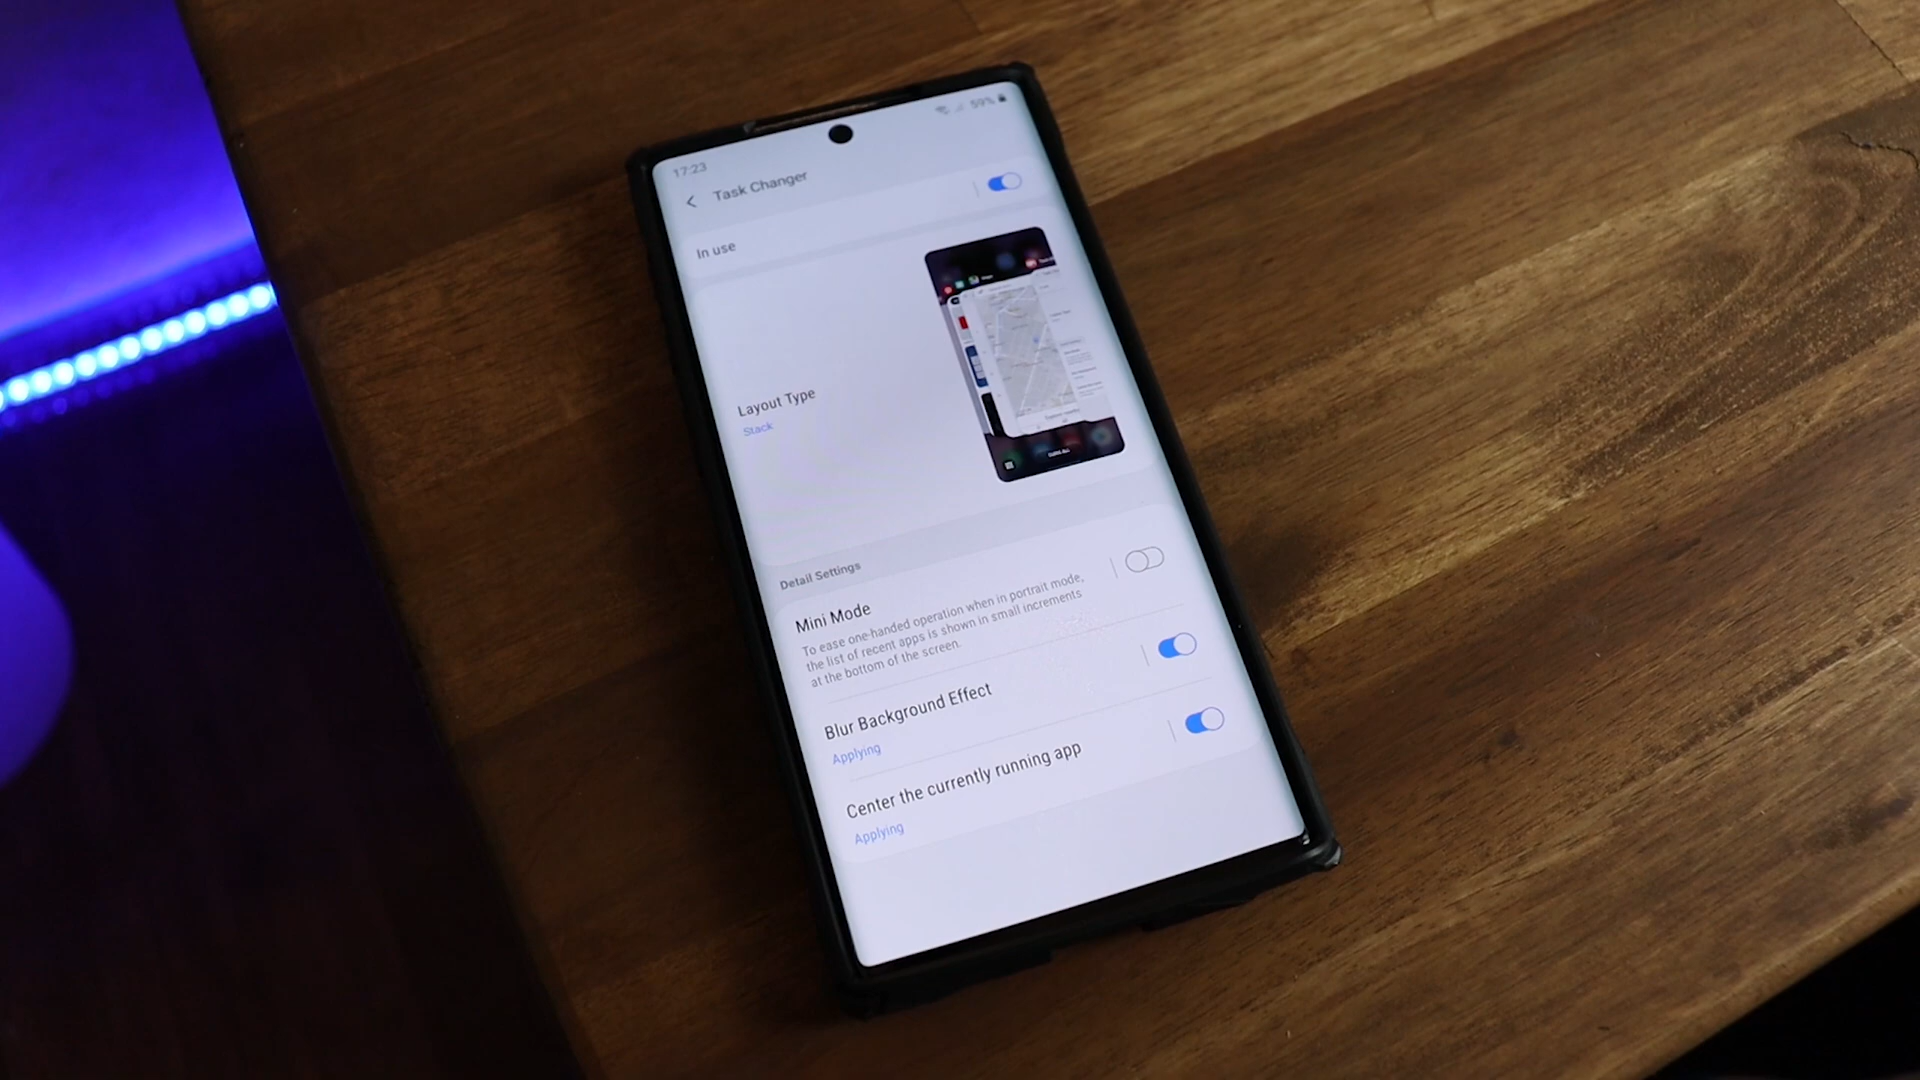 17:23
59%
Task Changer
In use
Layout Type
Stack
Detail Settings
Mini Mode
To ease one-handed operation when in portrait mode,
the list of recent apps is shown in small increments
at the bottom of the screen.
Blur Background Effect
Applying
Center the currently running app
Applying